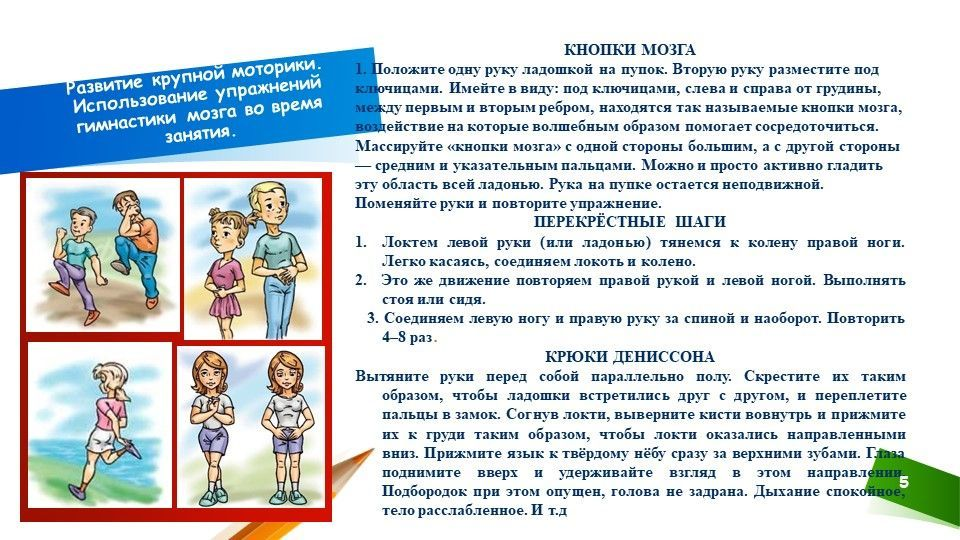 Развитие крупной моторики.
Использование упражнений
гимнастики мозга во время
занятия.
КНОПКИ МОЗГА
1. Положите одну руку ладошкой на пупок. Вторую руку разместите под
ключицами. Имейте в виду: под ключицами, слева и справа от грудины,
между первым и вторым ребром, находятся так называемые кнопки мозга,
воздействие на которые волшебным образом помогает сосредоточиться.
Массируйте «кнопки мозга» с одной стороны большим, а с другой стороны
— средним и указательным пальцами. Можно и просто активно гладить
эту область всей ладонью. Рука на пупке остается неподвижной.
Поменяйте руки и повторите упражнение.
ПЕРЕКРЁСТНЫЕ ШАГИ
1. Локтем левой руки (или ладонью) тянемся к колену правой ноги.
Легко касаясь, соединяем локоть и колено.
2. Это же движение повторяем правой рукой и левой ногой. Выполнять
стоя или сидя.
3. Соединяем левую ногу и правую руку за спиной и наоборот. Повторить
4–8 раз.
КРЮКИ ДЕНИССОНА
Вытяните руки перед собой параллельно полу. Скрестите их таким
образом, чтобы ладошки встретились друг с другом, и переплетите
пальцы в замок. Согнув локти, выверните кисти вовнутрь и прижмите
их к груди таким образом, чтобы локти оказались направленными
вниз. Прижмите язык к твёрдому нёбу сразу за верхними зубами. Глаза
поднимите вверх и удерживайте взгляд в этом направлении.
Подбородок при этом опущен, голова не задрана. Дыхание спокойное,
тело расслабленное. И т.д
5